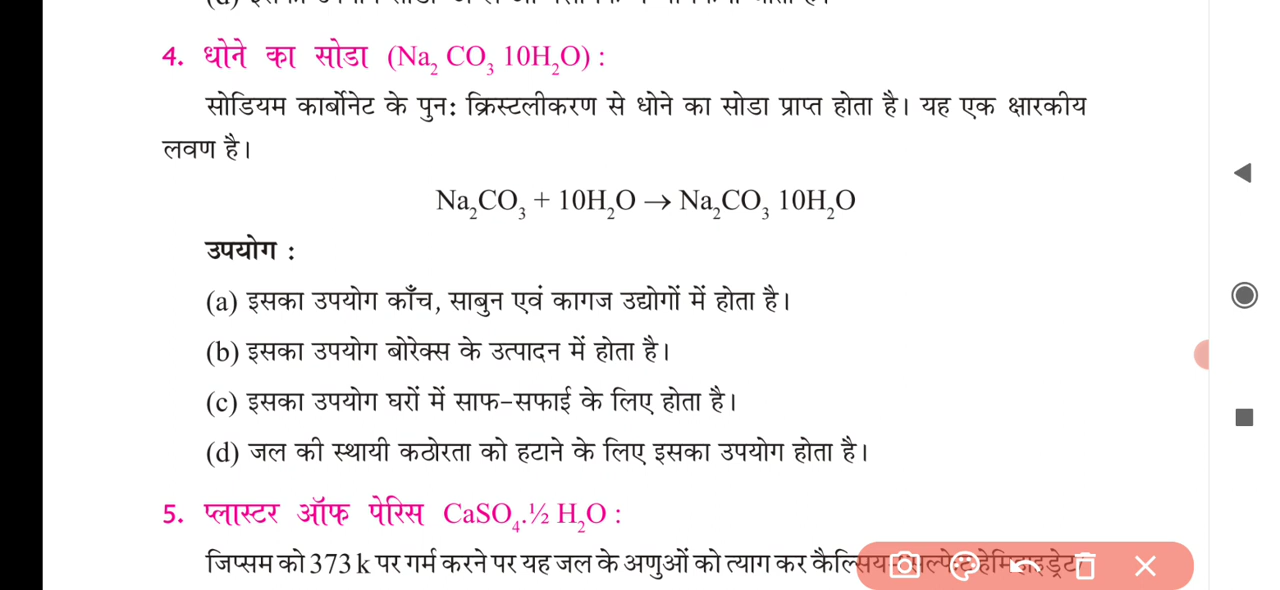 4. धोने का सोडा (Na₂ CO₃ 10H₂O) :
सोडियम कार्बोनेट के पुन: क्रिस्टलीकरण से धोने का सोडा प्राप्त होता है। यह एक क्षारकीय
लवण है।
Na₂CO₃ + 10H₂O → Na₂CO₃ 10H₂O
उपयोग :
(a) इसका उपयोग काँच, साबुन एवं कागज उद्योगों में होता है।
(b) इसका उपयोग बोरेक्स के उत्पादन में होता है।
(c) इसका उपयोग घरों में साफ-सफाई के लिए होता है।
(d) जल की स्थायी कठोरता को हटाने के लिए इसका उपयोग होता है।
5. प्लास्टर ऑफ पेरिस CaSO₄.½ H₂O :
जिप्सम को 373 k पर गर्म करने पर यह जल के अणुओं को त्याग कर